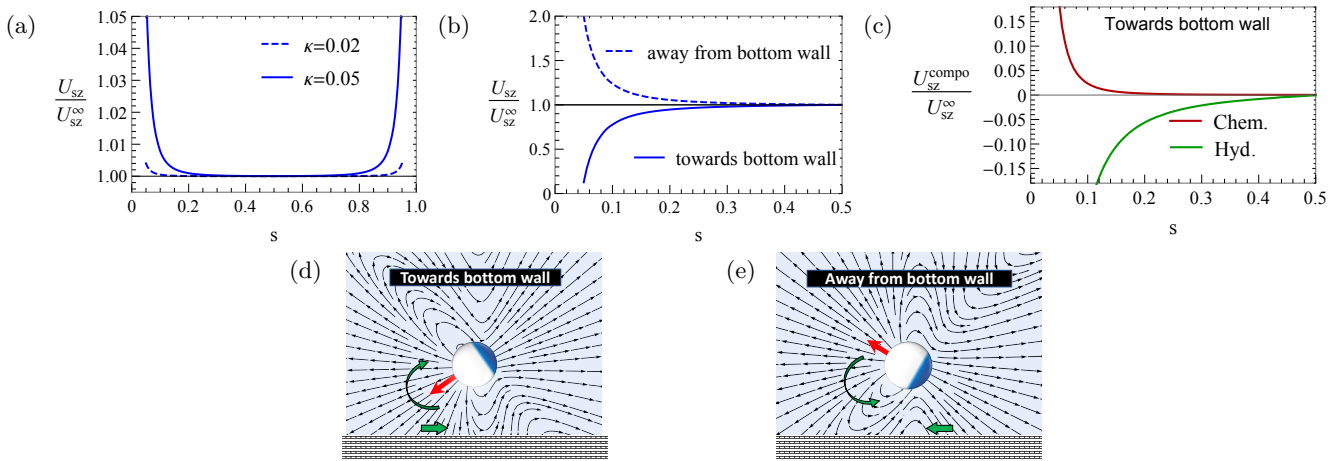 (a)
1.05
1.04
1.03
1.02
1.01
1.00
U_sz
U_sz^∞
κ=0.02
κ=0.05
0 0.2 0.4 0.6 0.8 1.0
s
(b)
2.0
1.5
1.0
0.5
0
U_sz
U_sz^∞
away from bottom wall
towards bottom wall
0 0.1 0.2 0.3 0.4 0.5
s
(c)
0.15
0.10
0.05
0
−0.05
−0.10
−0.15
U_sz^compo
U_sz^∞
Towards bottom wall
Chem.
Hyd.
0 0.1 0.2 0.3 0.4 0.5
s
(d)
Towards bottom wall
(e)
Away from bottom wall